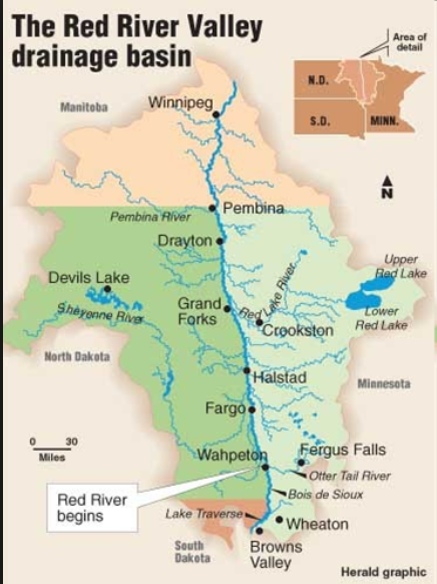 The Red River Valley
drainage basin
Area of
detail
N.D.
S.D.
MINN.
Manitoba
Winnipeg
N
Pembina River
Pembina
Drayton
Upper
Red Lake
Devils Lake
Red Lake River
Lower
Red Lake
Sheyenne River
Grand
Forks
Crookston
North Dakota
Halstad
Minnesota
Fargo
0 30
Miles
Wahpeton
Fergus Falls
Otter Tail River
Red River
begins
Bois de Sioux
Lake Traverse
Wheaton
South
Dakota
Browns
Valley
Herald graphic